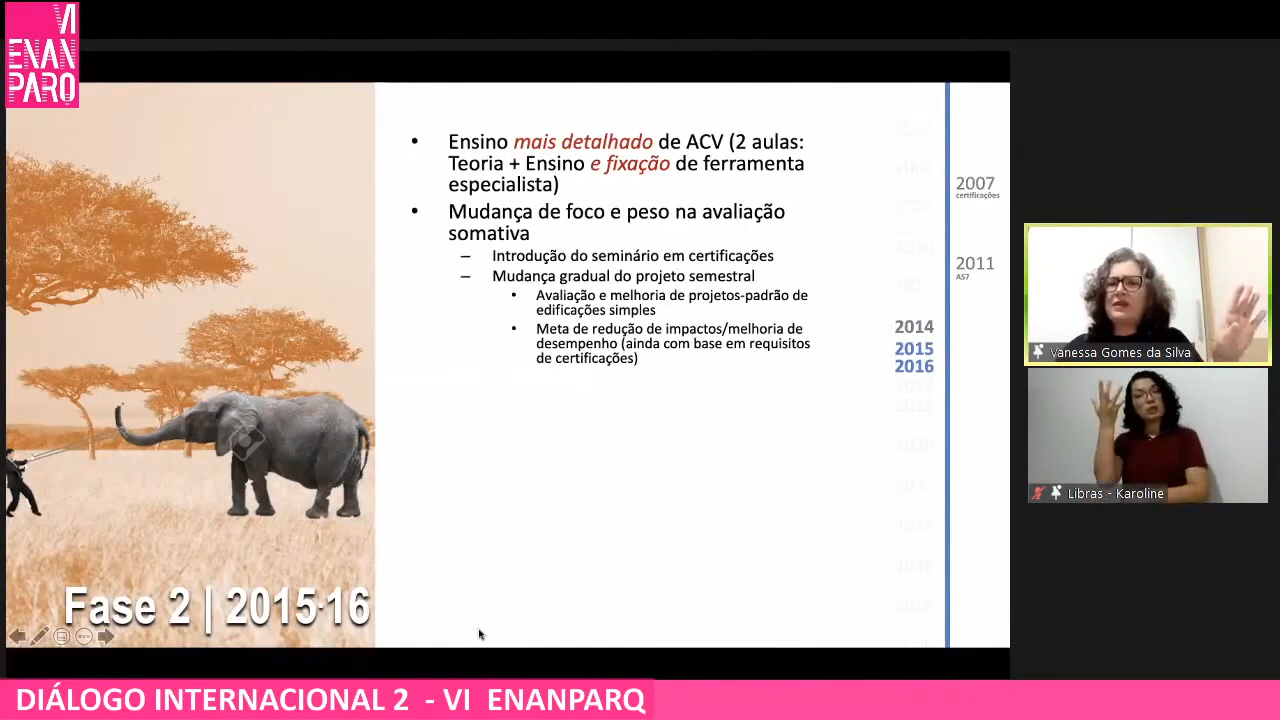 VI
ENAN
PARQ
• Ensino mais detalhado de ACV (2 aulas:
Teoria + Ensino e fixação de ferramenta
especialista)
• Mudança de foco e peso na avaliação
somativa
– Introdução do seminário em certificações
– Mudança gradual do projeto semestral
• Avaliação e melhoria de projetos-padrão de
edificações simples
• Meta de redução de impactos/melhoria de
desempenho (ainda com base em requisitos
de certificações)
2007
certificações
2011
A57
2014
2015
2016
Fase 2 | 2015·16
Vanessa Gomes da Silva
Libras - Karoline
DIÁLOGO INTERNACIONAL 2 - VI ENANPARQ